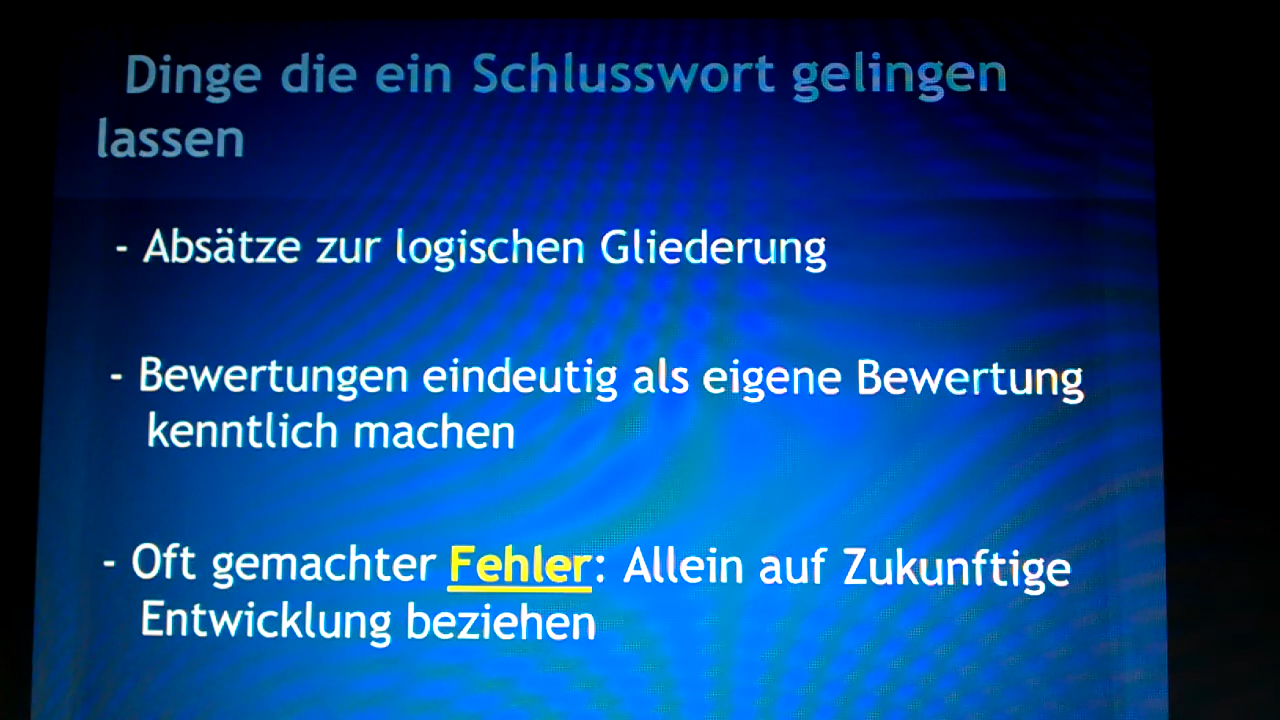 Dinge die ein Schlusswort gelingen
lassen
- Absätze zur logischen Gliederung
- Bewertungen eindeutig als eigene Bewertung
kenntlich machen
- Oft gemachter Fehler: Allein auf Zukunftige
Entwicklung beziehen